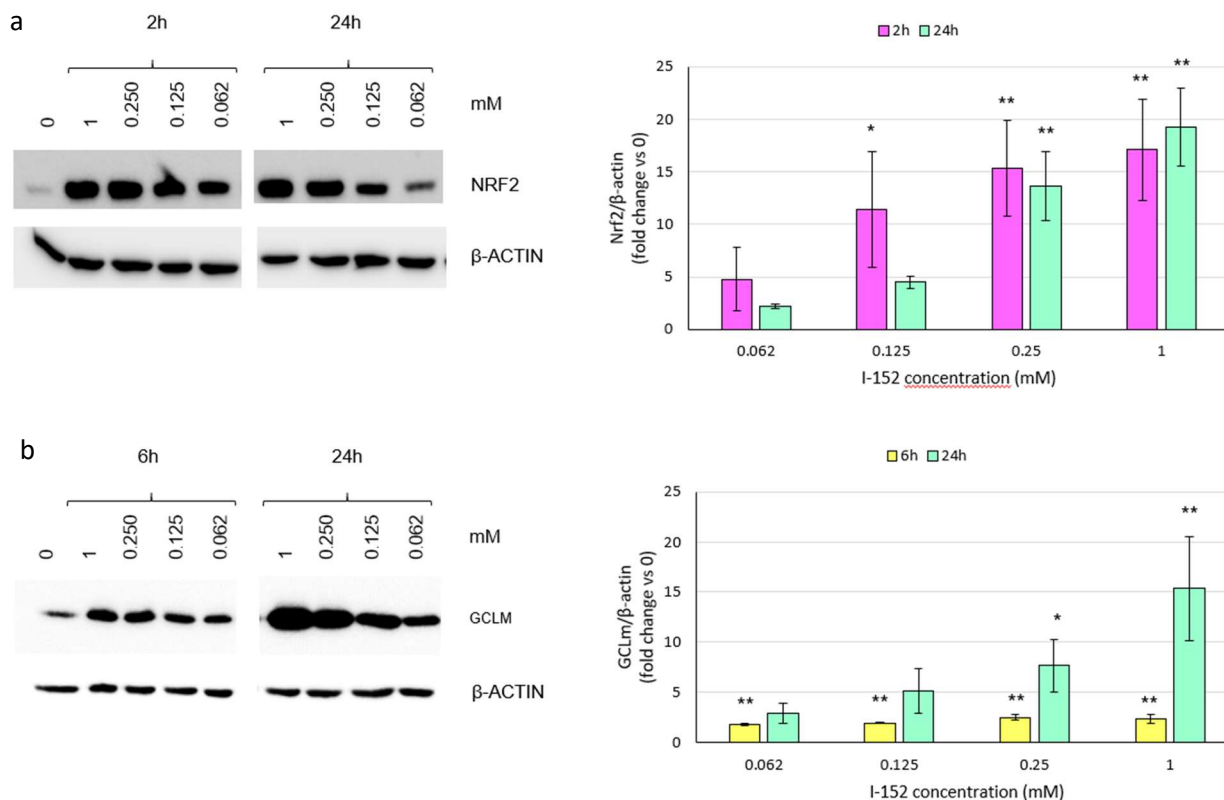 a
2h 24h
0 1 0.250 0.125 0.062 1 0.250 0.125 0.062 mM
NRF2
β-ACTIN
2h 24h
Nrf2/β-actin
(fold change vs 0)
25
20
15
10
5
0
* ** ** ** **
0.062 0.125 0.25 1
I-152 concentration (mM)
b
6h 24h
0 1 0.250 0.125 0.062 1 0.250 0.125 0.062 mM
GCLM
β-ACTIN
6h 24h
GCLm/β-actin
(fold change vs 0)
25
20
15
10
5
0
** ** ** * ** **
0.062 0.125 0.25 1
I-152 concentration (mM)